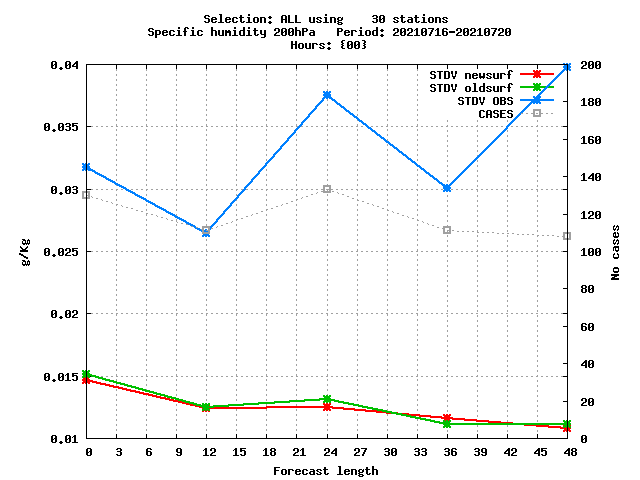 Selection: ALL using    30 stations
Specific humidity 200hPa   Period: 20210716-20210720
Hours: {00}
0.04
0.035
0.03
0.025
0.02
0.015
0.01
g/Kg
STDV newsurf
STDV oldsurf
STDV OBS
CASES
200
180
160
140
120
100
80
60
40
20
0
No cases
0 3 6 9 12 15 18 21 24 27 30 33 36 39 42 45 48
Forecast length